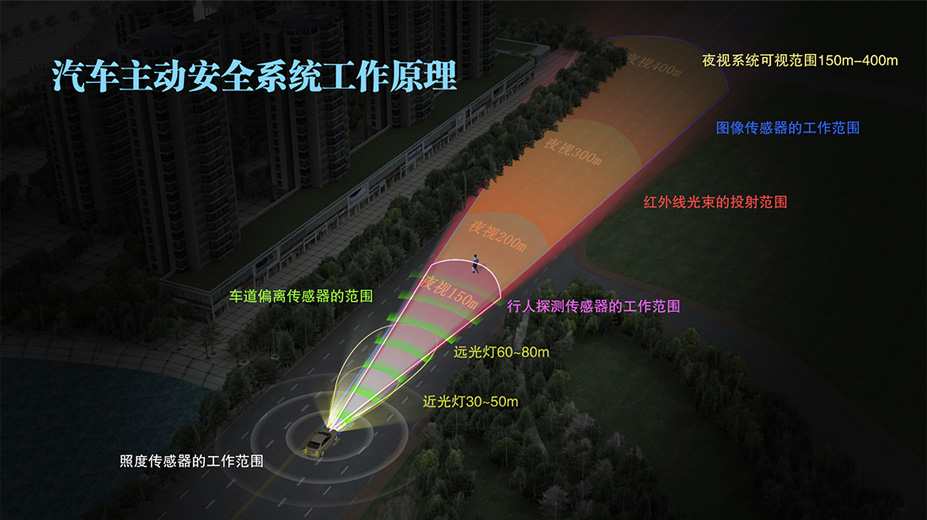 汽车主动安全系统工作原理
夜视系统可视范围150m-400m
夜视400m
图像传感器的工作范围
夜视300m
红外线光束的投射范围
夜视200m
夜视150m
车道偏离传感器的范围
行人探测传感器的工作范围
远光灯60~80m
近光灯30~50m
照度传感器的工作范围